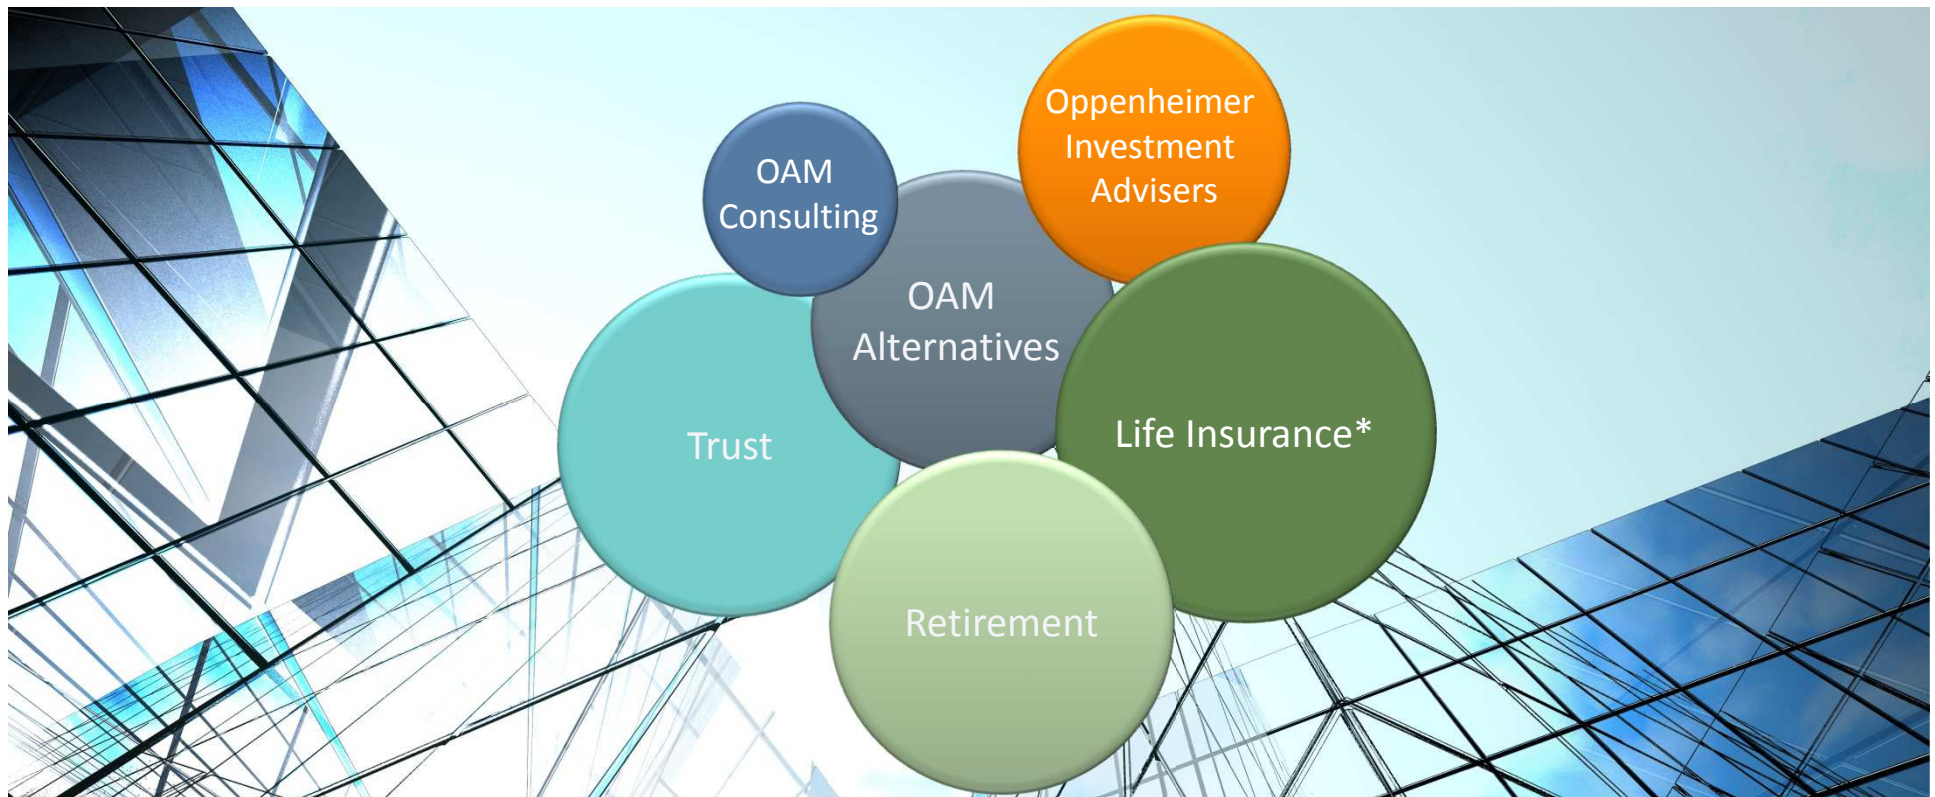 Oppenheimer
Investment
Advisers
OAM
Consulting
OAM
Alternatives
Life Insurance*
Trust
Retirement